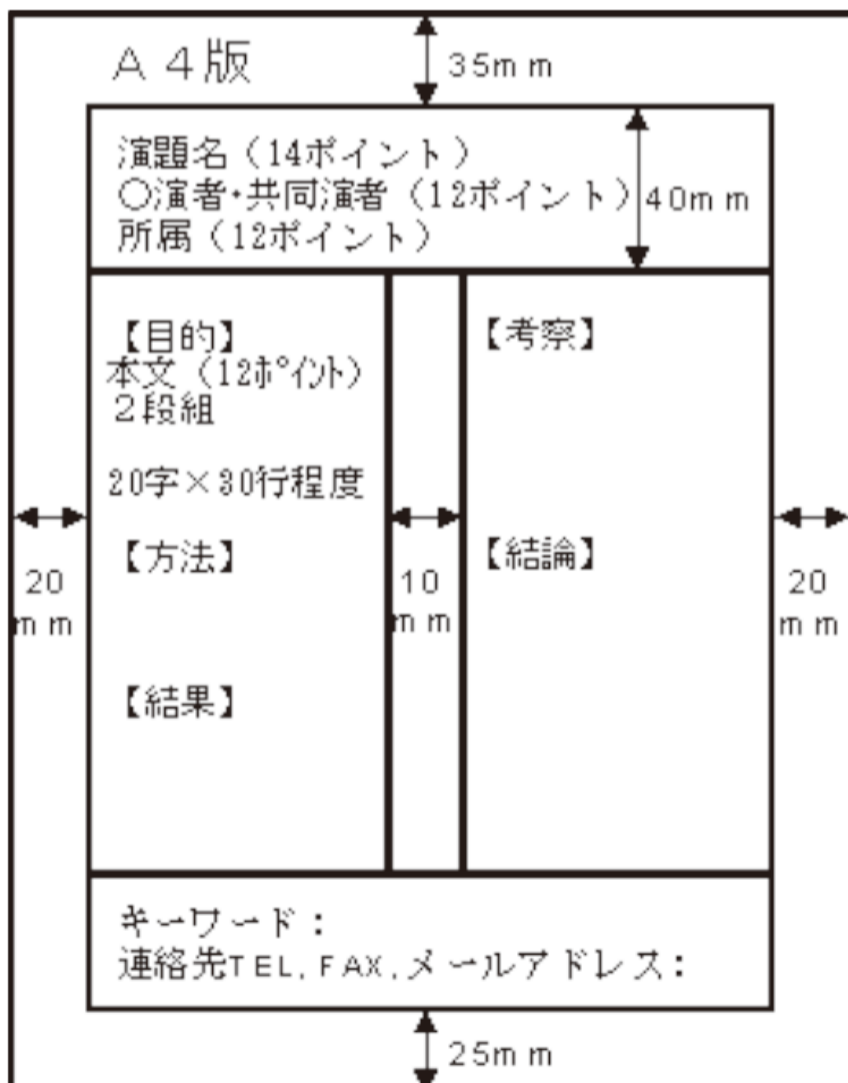 A4版
35mm
演題名（14ポイント）
○演者・共同演者（12ポイント）
40mm
所属（12ポイント）
【目的】
本文（12ﾎﾟｲﾝﾄ）
２段組
20字×30行程度
【方法】
【結果】
【考察】
【結論】
20
mm
10
mm
20
mm
キーワード：
連絡先TEL,FAX,メールアドレス：
25mm